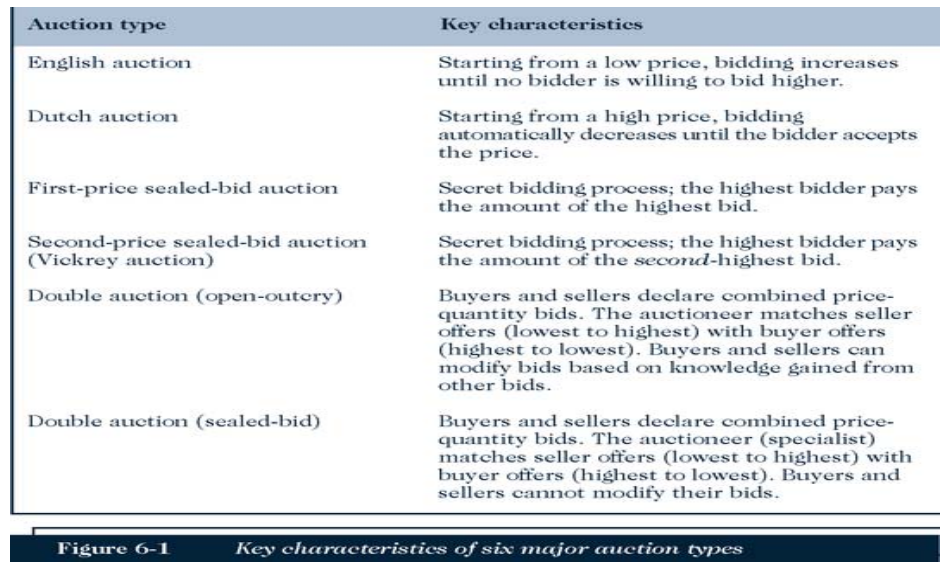 Auction type Key characteristics
English auction Starting from a low price, bidding increases
until no bidder is willing to bid higher.
Dutch auction Starting from a high price, bidding
automatically decreases until the bidder accepts
the price.
First-price sealed-bid auction Secret bidding process; the highest bidder pays
the amount of the highest bid.
Second-price sealed-bid auction Secret bidding process; the highest bidder pays
(Vickrey auction) the amount of the second-highest bid.
Double auction (open-outcry) Buyers and sellers declare combined price-
quantity bids. The auctioneer matches seller
offers (lowest to highest) with buyer offers
(highest to lowest). Buyers and sellers can
modify bids based on knowledge gained from
other bids.
Double auction (sealed-bid) Buyers and sellers declare combined price-
quantity bids. The auctioneer (specialist)
matches seller offers (lowest to highest) with
buyer offers (highest to lowest). Buyers and
sellers cannot modify their bids.
Figure 6-1 Key characteristics of six major auction types